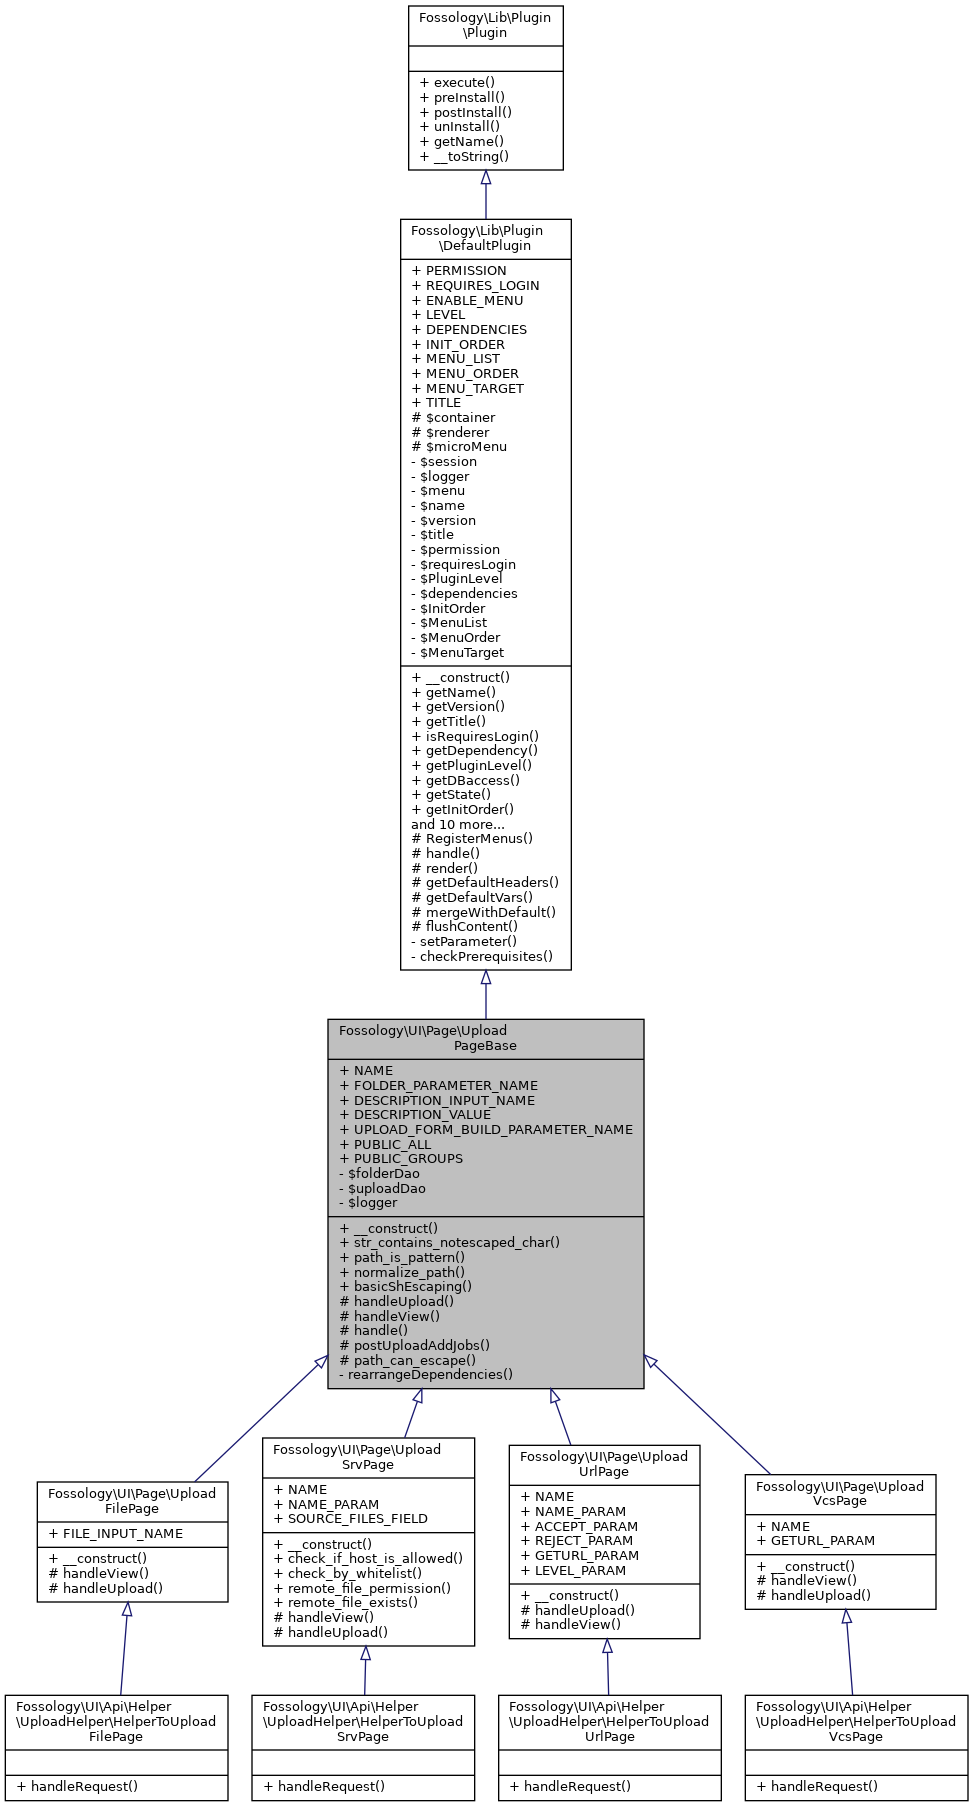 Fossology\Lib\Plugin
\Plugin
+ execute()
+ preInstall()
+ postInstall()
+ unInstall()
+ getName()
+ __toString()
Fossology\Lib\Plugin
\DefaultPlugin
+ PERMISSION
+ REQUIRES_LOGIN
+ ENABLE_MENU
+ LEVEL
+ DEPENDENCIES
+ INIT_ORDER
+ MENU_LIST
+ MENU_ORDER
+ MENU_TARGET
+ TITLE
# $container
# $renderer
# $microMenu
- $session
- $logger
- $menu
- $name
- $version
- $title
- $permission
- $requiresLogin
- $PluginLevel
- $dependencies
- $InitOrder
- $MenuList
- $MenuOrder
- $MenuTarget
+ __construct()
+ getName()
+ getVersion()
+ getTitle()
+ isRequiresLogin()
+ getDependency()
+ getPluginLevel()
+ getDBaccess()
+ getState()
+ getInitOrder()
and 10 more...
# RegisterMenus()
# handle()
# render()
# getDefaultHeaders()
# getDefaultVars()
# mergeWithDefault()
# flushContent()
- setParameter()
- checkPrerequisites()
Fossology\UI\Page\Upload
PageBase
+ NAME
+ FOLDER_PARAMETER_NAME
+ DESCRIPTION_INPUT_NAME
+ DESCRIPTION_VALUE
+ UPLOAD_FORM_BUILD_PARAMETER_NAME
+ PUBLIC_ALL
+ PUBLIC_GROUPS
- $folderDao
- $uploadDao
- $logger
+ __construct()
+ str_contains_notescaped_char()
+ path_is_pattern()
+ normalize_path()
+ basicShEscaping()
# handleUpload()
# handleView()
# handle()
# postUploadAddJobs()
# path_can_escape()
- rearrangeDependencies()
Fossology\UI\Page\Upload
FilePage
+ FILE_INPUT_NAME
+ __construct()
# handleView()
# handleUpload()
Fossology\UI\Page\Upload
SrvPage
+ NAME
+ NAME_PARAM
+ SOURCE_FILES_FIELD
+ __construct()
+ check_if_host_is_allowed()
+ check_by_whitelist()
+ remote_file_permission()
+ remote_file_exists()
# handleView()
# handleUpload()
Fossology\UI\Page\Upload
UrlPage
+ NAME
+ NAME_PARAM
+ ACCEPT_PARAM
+ REJECT_PARAM
+ GETURL_PARAM
+ LEVEL_PARAM
+ __construct()
# handleUpload()
# handleView()
Fossology\UI\Page\Upload
VcsPage
+ NAME
+ GETURL_PARAM
+ __construct()
# handleView()
# handleUpload()
Fossology\UI\Api\Helper
\UploadHelper\HelperToUpload
FilePage
+ handleRequest()
Fossology\UI\Api\Helper
\UploadHelper\HelperToUpload
SrvPage
+ handleRequest()
Fossology\UI\Api\Helper
\UploadHelper\HelperToUpload
UrlPage
+ handleRequest()
Fossology\UI\Api\Helper
\UploadHelper\HelperToUpload
VcsPage
+ handleRequest()